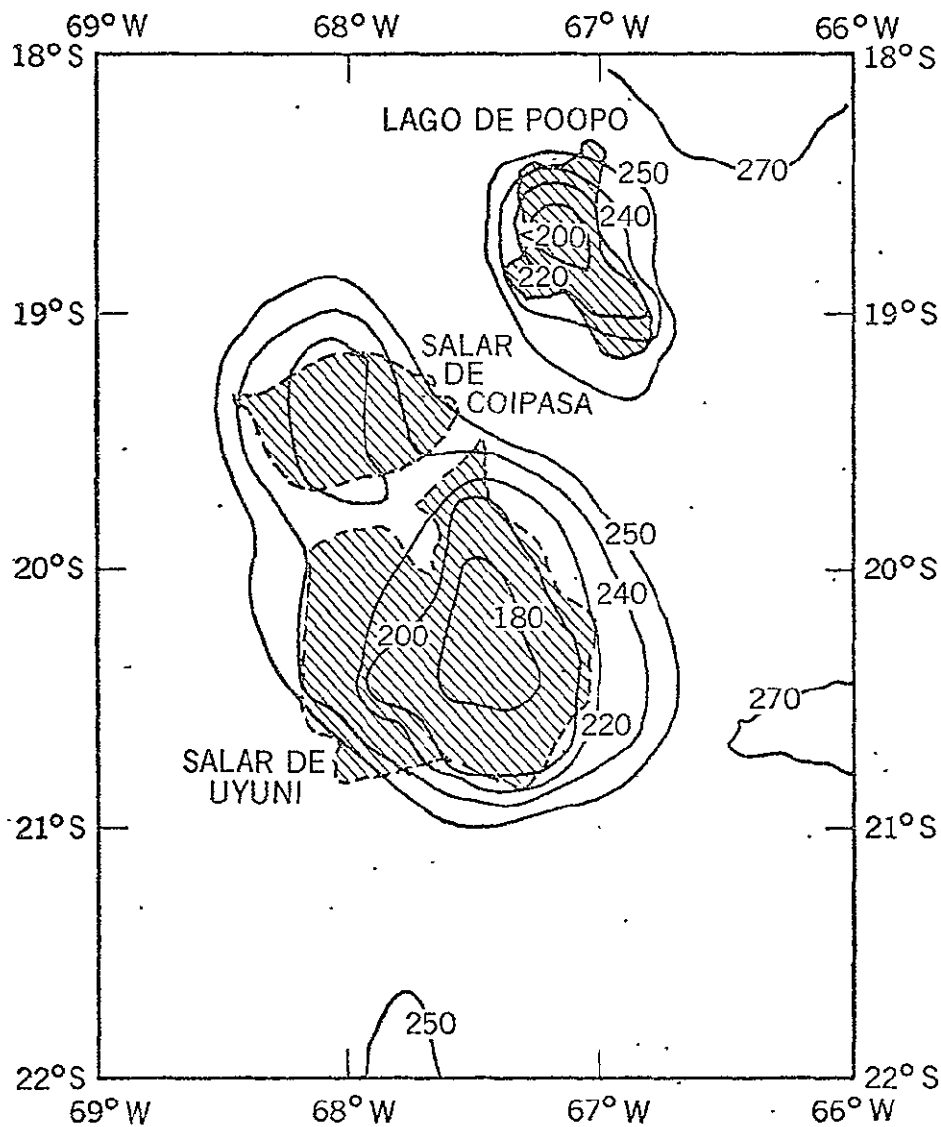 69°W 68°W 67°W 66°W
18°S 18°S
LAGO DE POOPO
250 270
240
<200
220
19°S 19°S
SALAR
DE
COIPASA
250
20°S 20°S
240
180
200
270
220
SALAR DE
UYUNI
21°S 21°S
250
22°S 22°S
69°W 68°W 67°W 66°W